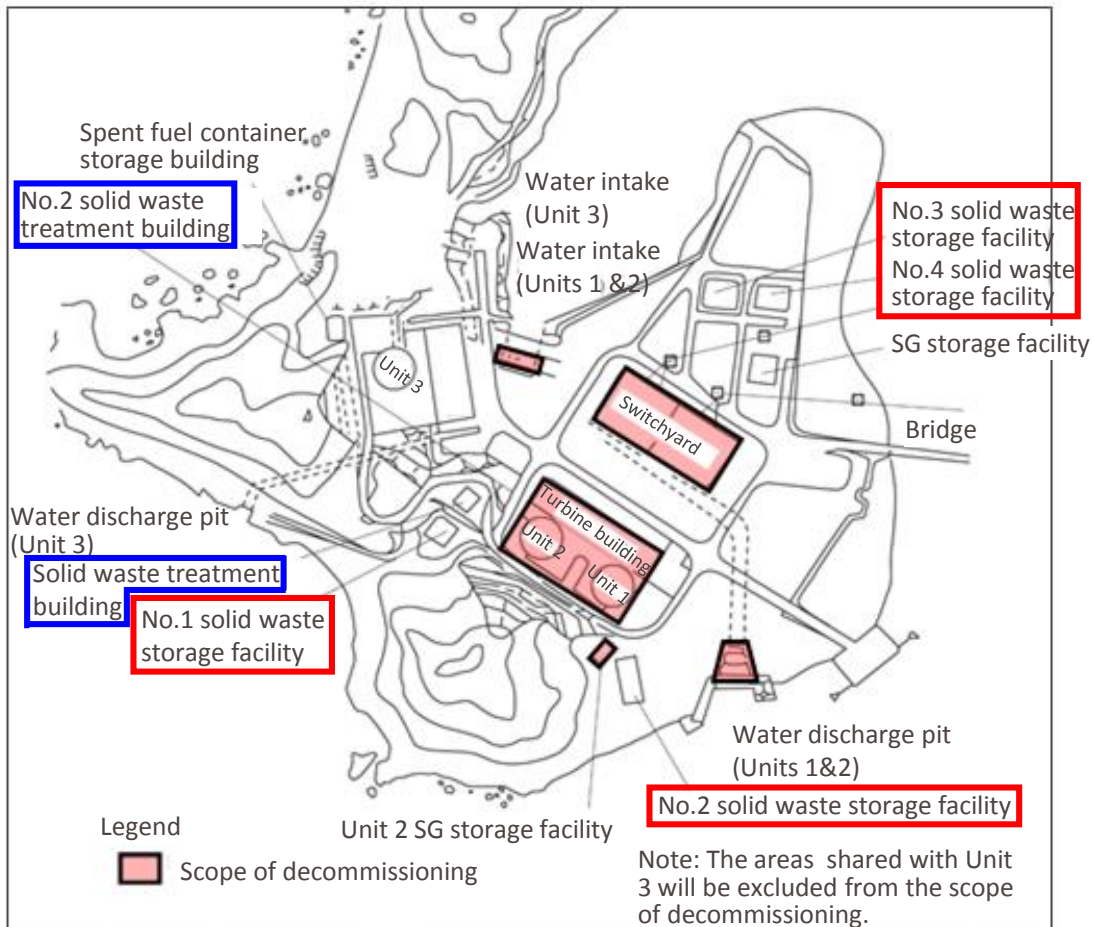 Spent fuel container
storage building
No.2 solid waste
treatment building
Water intake
(Unit 3)
Water intake
(Units 1 &2)
No.3 solid waste
storage facility
No.4 solid waste
storage facility
SG storage facility
Unit 3
Switchyard
Bridge
Turbine building
Unit 2
Unit 1
Water discharge pit
(Unit 3)
Solid waste treatment
building
No.1 solid waste
storage facility
Water discharge pit
(Units 1&2)
No.2 solid waste storage facility
Unit 2 SG storage facility
Legend
Scope of decommissioning
Note: The areas shared with Unit
3 will be excluded from the scope
of decommissioning.